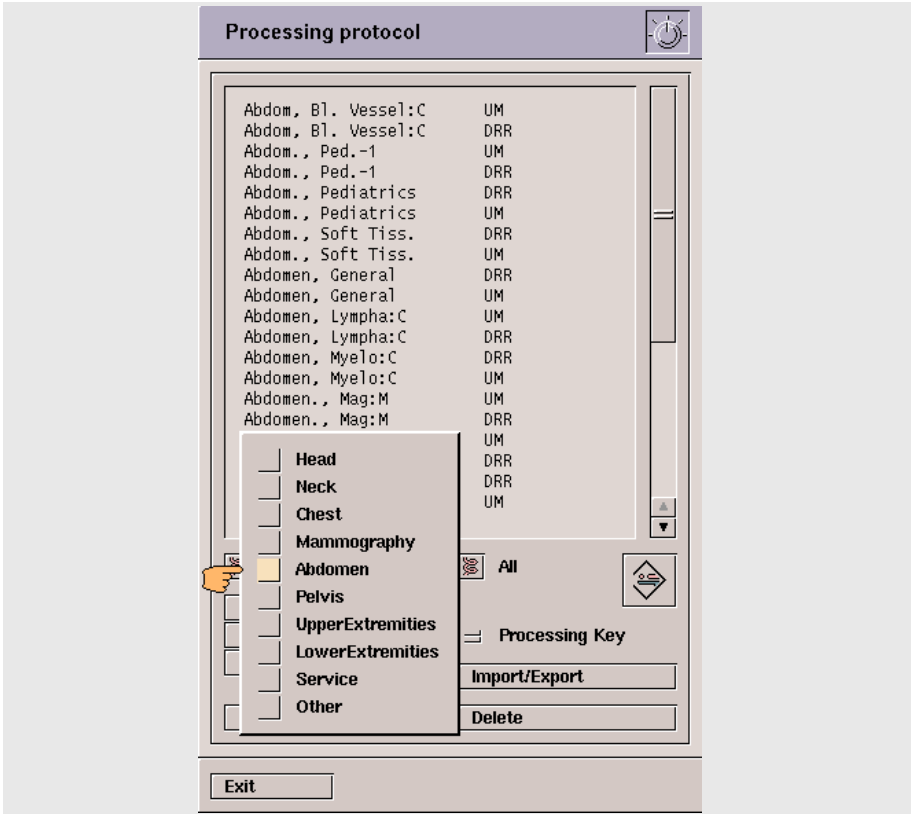 Processing protocol
Abdom, Bl. Vessel:C UM
Abdom, Bl. Vessel:C DRR
Abdom., Ped.-1 UM
Abdom., Ped.-1 DRR
Abdom., Pediatrics DRR
Abdom., Pediatrics UM
Abdom., Soft Tiss. DRR
Abdom., Soft Tiss. UM
Abdomen, General DRR
Abdomen, General UM
Abdomen, Lympha:C UM
Abdomen, Lympha:C DRR
Abdomen, Myelo:C DRR
Abdomen, Myelo:C UM
Abdomen., Mag:M UM
Abdomen., Mag:M DRR
UM
DRR
DRR
UM
Head
Neck
Chest
Mammography
Abdomen
Pelvis
UpperExtremities
LowerExtremities
Service
Other
All
Processing Key
Import/Export
Delete
Exit